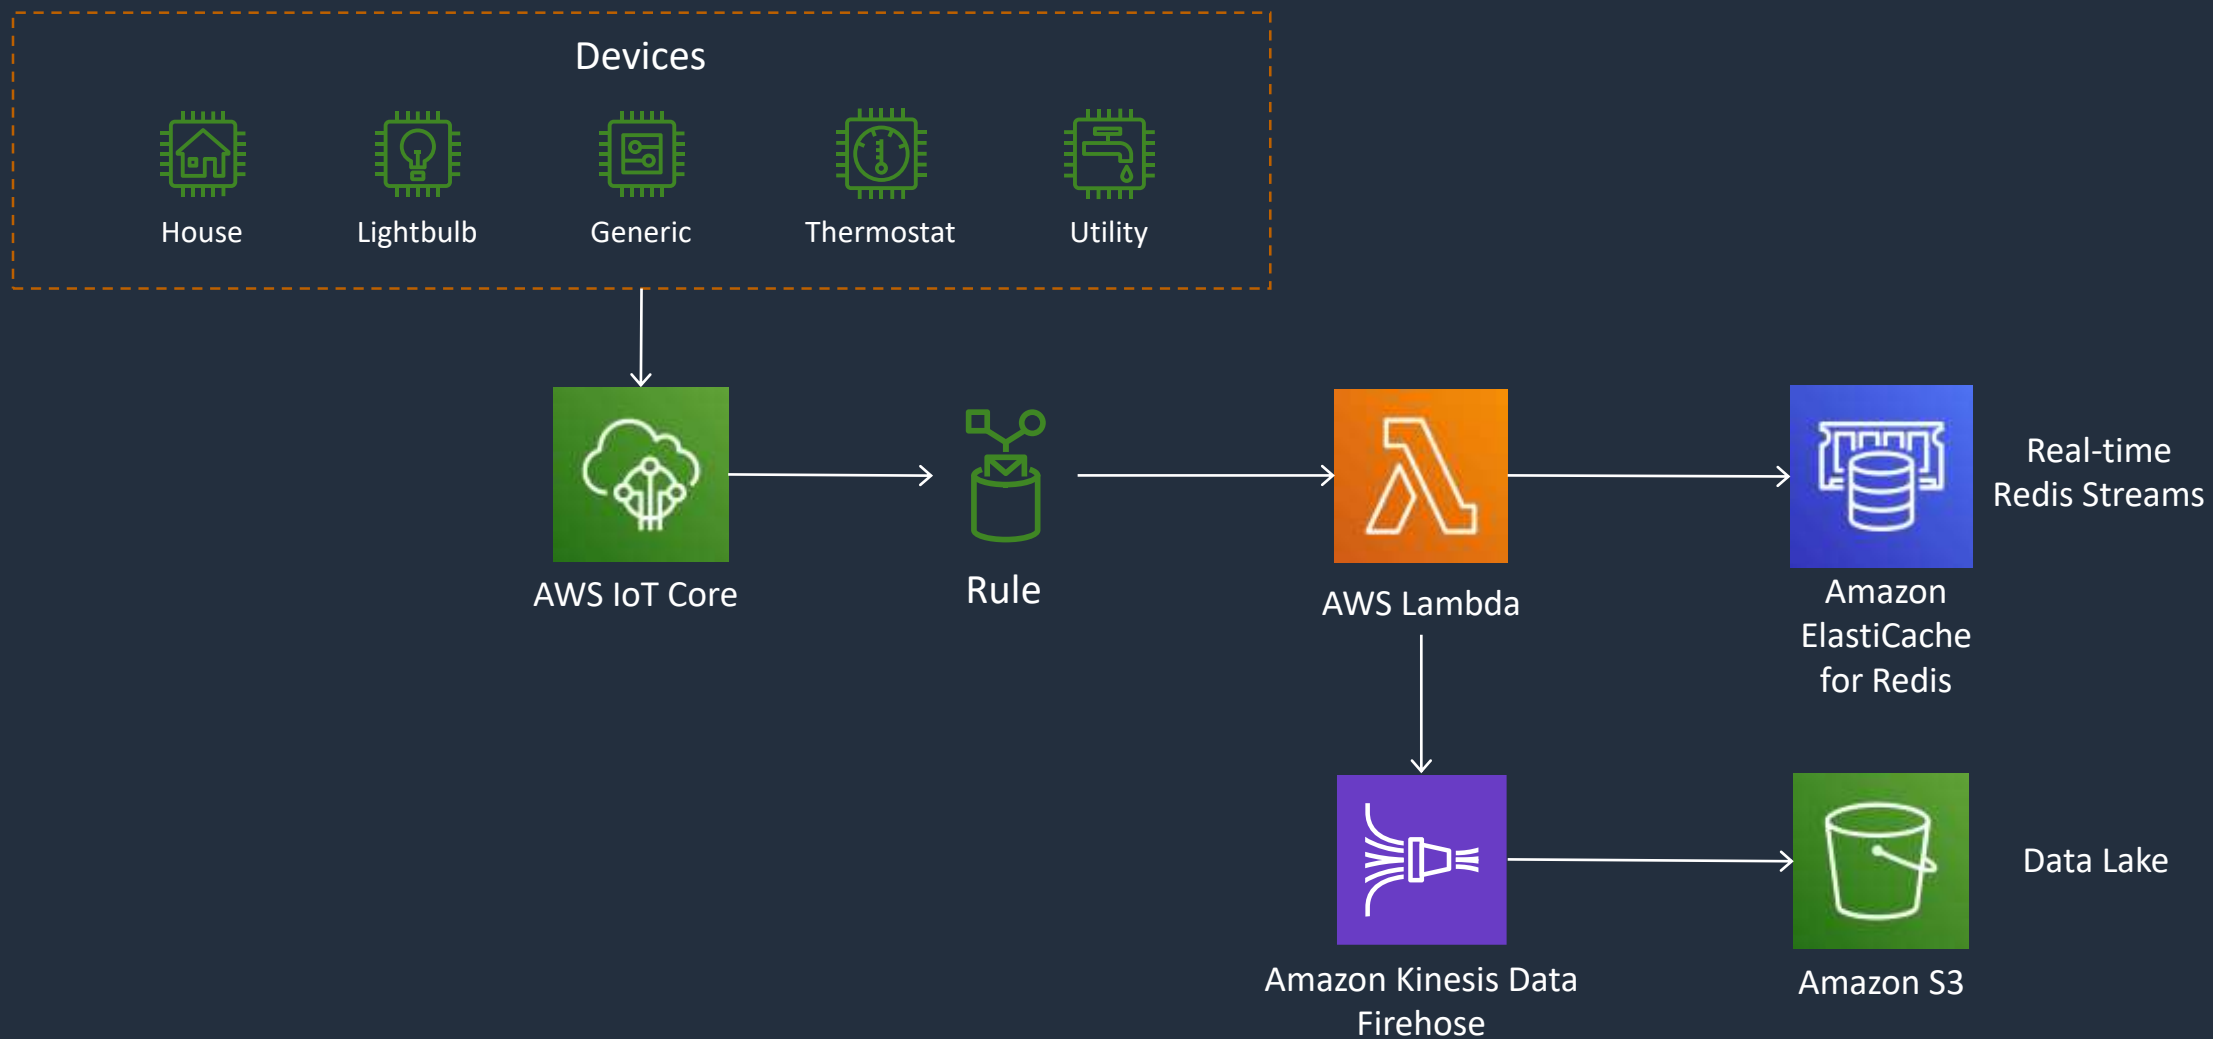 Devices
House
Lightbulb
Generic
Thermostat
Utility
AWS IoT Core
Rule
AWS Lambda
Amazon
ElastiCache
for Redis
Real-time
Redis Streams
Amazon Kinesis Data
Firehose
Amazon S3
Data Lake